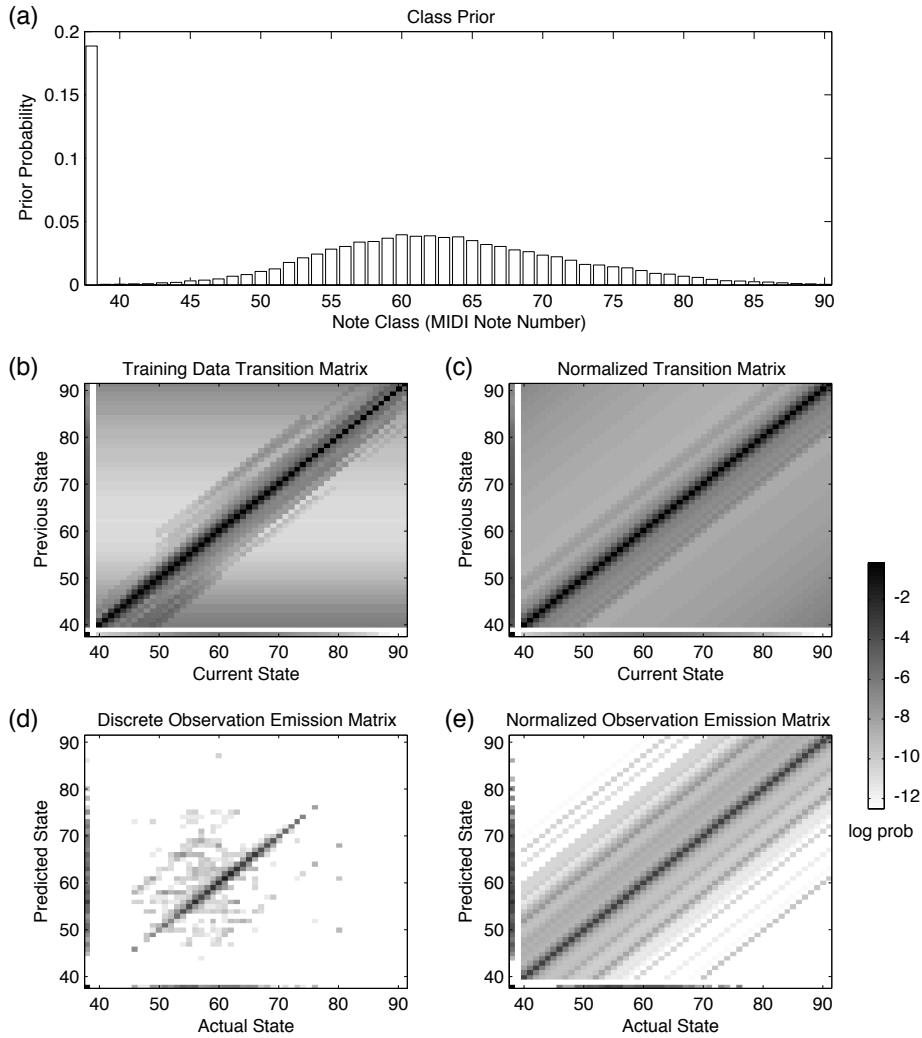 (a)
Class Prior
0.2
0.15
0.1
0.05
0
Prior Probability
40 45 50 55 60 65 70 75 80 85 90
Note Class (MIDI Note Number)
(b)
Training Data Transition Matrix
90
80
70
60
50
40
Previous State
40 50 60 70 80 90
Current State
(c)
Normalized Transition Matrix
90
80
70
60
50
40
Previous State
40 50 60 70 80 90
Current State
-2
-4
-6
-8
-10
-12
log prob
(d)
Discrete Observation Emission Matrix
90
80
70
60
50
40
Predicted State
40 50 60 70 80 90
Actual State
(e)
Normalized Observation Emission Matrix
90
80
70
60
50
40
Predicted State
40 50 60 70 80 90
Actual State